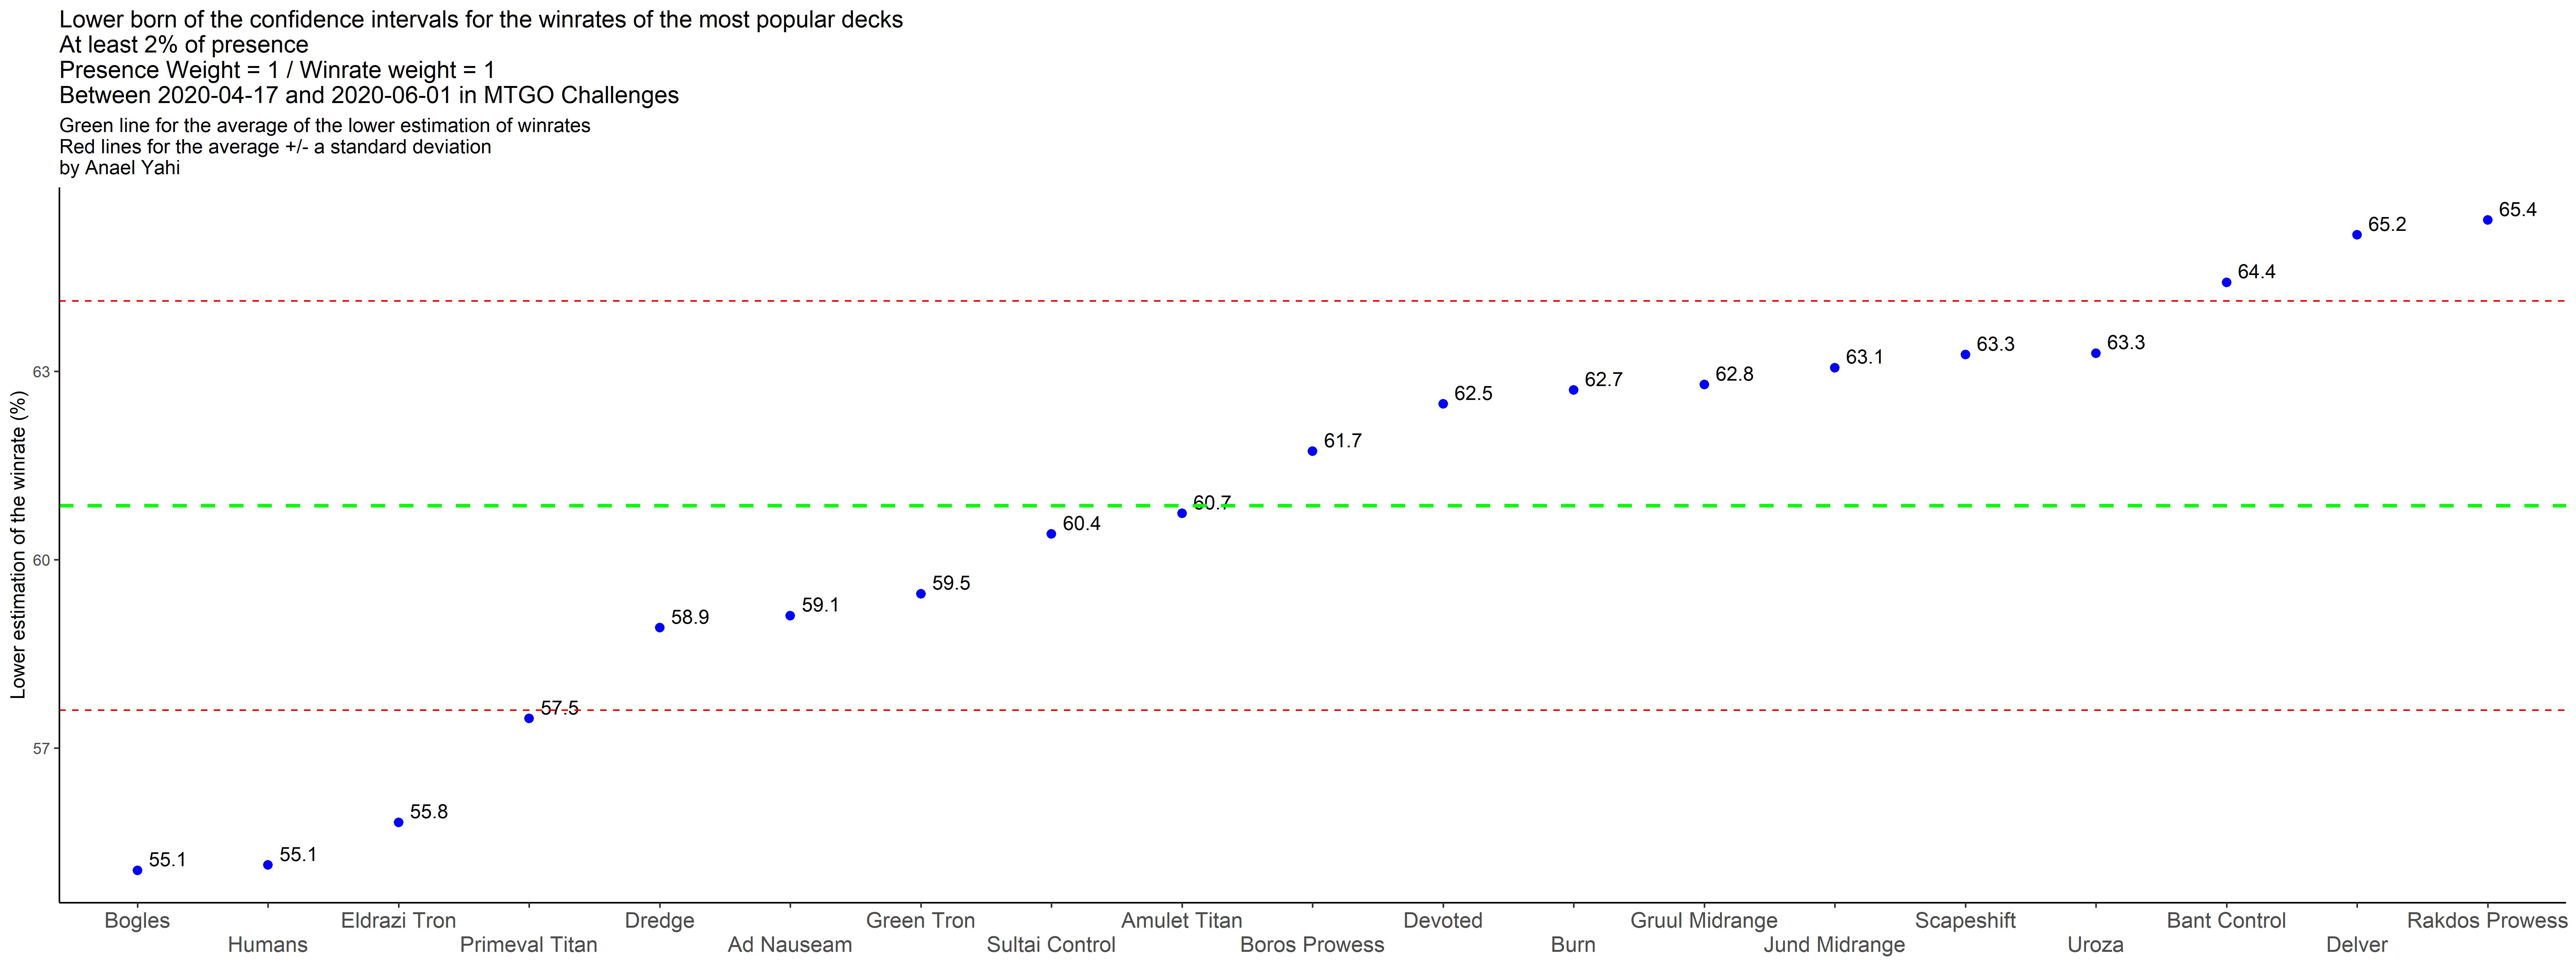 Lower born of the confidence intervals for the winrates of the most popular decks
At least 2% of presence
Presence Weight = 1 / Winrate weight = 1
Between 2020-04-17 and 2020-06-01 in MTGO Challenges
Green line for the average of the lower estimation of winrates
Red lines for the average +/- a standard deviation
by Anael Yahi
Lower estimation of the winrate (%)
63
60
57
55.1
55.1
55.8
57.5
58.9
59.1
59.5
60.4
60.7
61.7
62.5
62.7
62.8
63.1
63.3
63.3
64.4
65.2
65.4
Bogles
Humans
Eldrazi Tron
Primeval Titan
Dredge
Ad Nauseam
Green Tron
Sultai Control
Amulet Titan
Boros Prowess
Devoted
Burn
Gruul Midrange
Jund Midrange
Scapeshift
Uroza
Bant Control
Delver
Rakdos Prowess